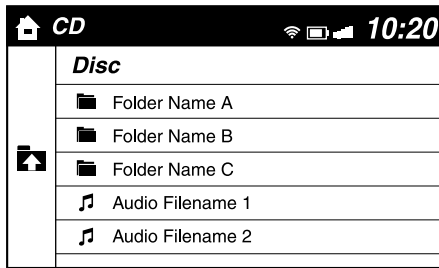 CD 10:20
Disc
Folder Name A
Folder Name B
Folder Name C
Audio Filename 1
Audio Filename 2